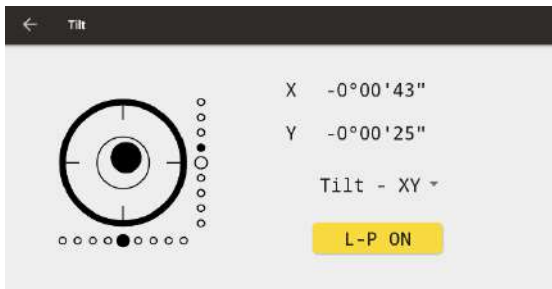 Tilt
X -0°00'43"
Y -0°00'25"
Tilt - XY
L-P ON